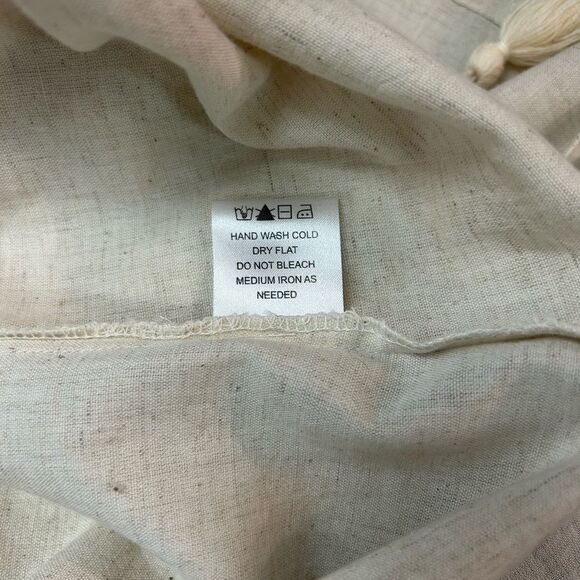 HAND WASH COLD
DRY FLAT
DO NOT BLEACH
MEDIUM IRON AS
NEEDED